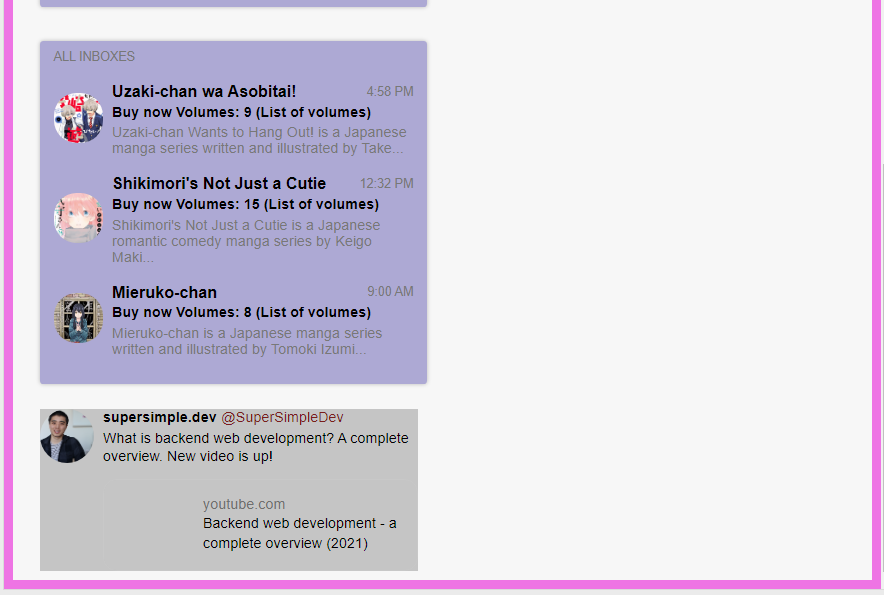 ALL INBOXES
Uzaki-chan wa Asobitai! 4:58 PM
Buy now Volumes: 9 (List of volumes)
Uzaki-chan Wants to Hang Out! is a Japanese
manga series written and illustrated by Take...
Shikimori's Not Just a Cutie 12:32 PM
Buy now Volumes: 15 (List of volumes)
Shikimori's Not Just a Cutie is a Japanese
romantic comedy manga series by Keigo
Maki...
Mieruko-chan 9:00 AM
Buy now Volumes: 8 (List of volumes)
Mieruko-chan is a Japanese manga series
written and illustrated by Tomoki Izumi...
supersimple.dev @SuperSimpleDev
What is backend web development? A complete
overview. New video is up!
youtube.com
Backend web development - a
complete overview (2021)